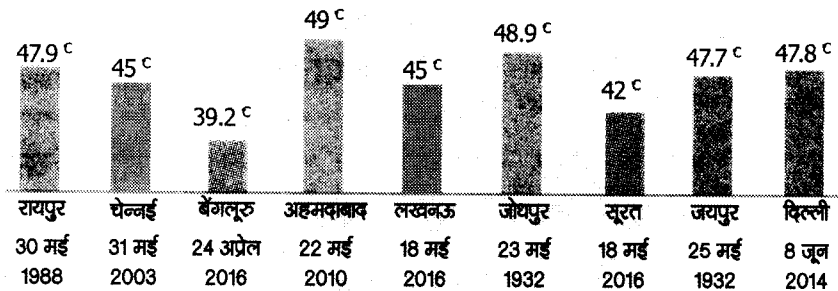 47.9 C 45 C 39.2 C 49 C 45 C 48.9 C 42 C 47.7 C 47.8 C
रायपुर चेन्नई बेंगलूरु अहमदाबाद लखनऊ जोधपुर सूरत जयपुर दिल्ली
30 मई 31 मई 24 अप्रेल 22 मई 18 मई 23 मई 18 मई 25 मई 8 जून
1988 2003 2016 2010 2016 1932 2016 1932 2014